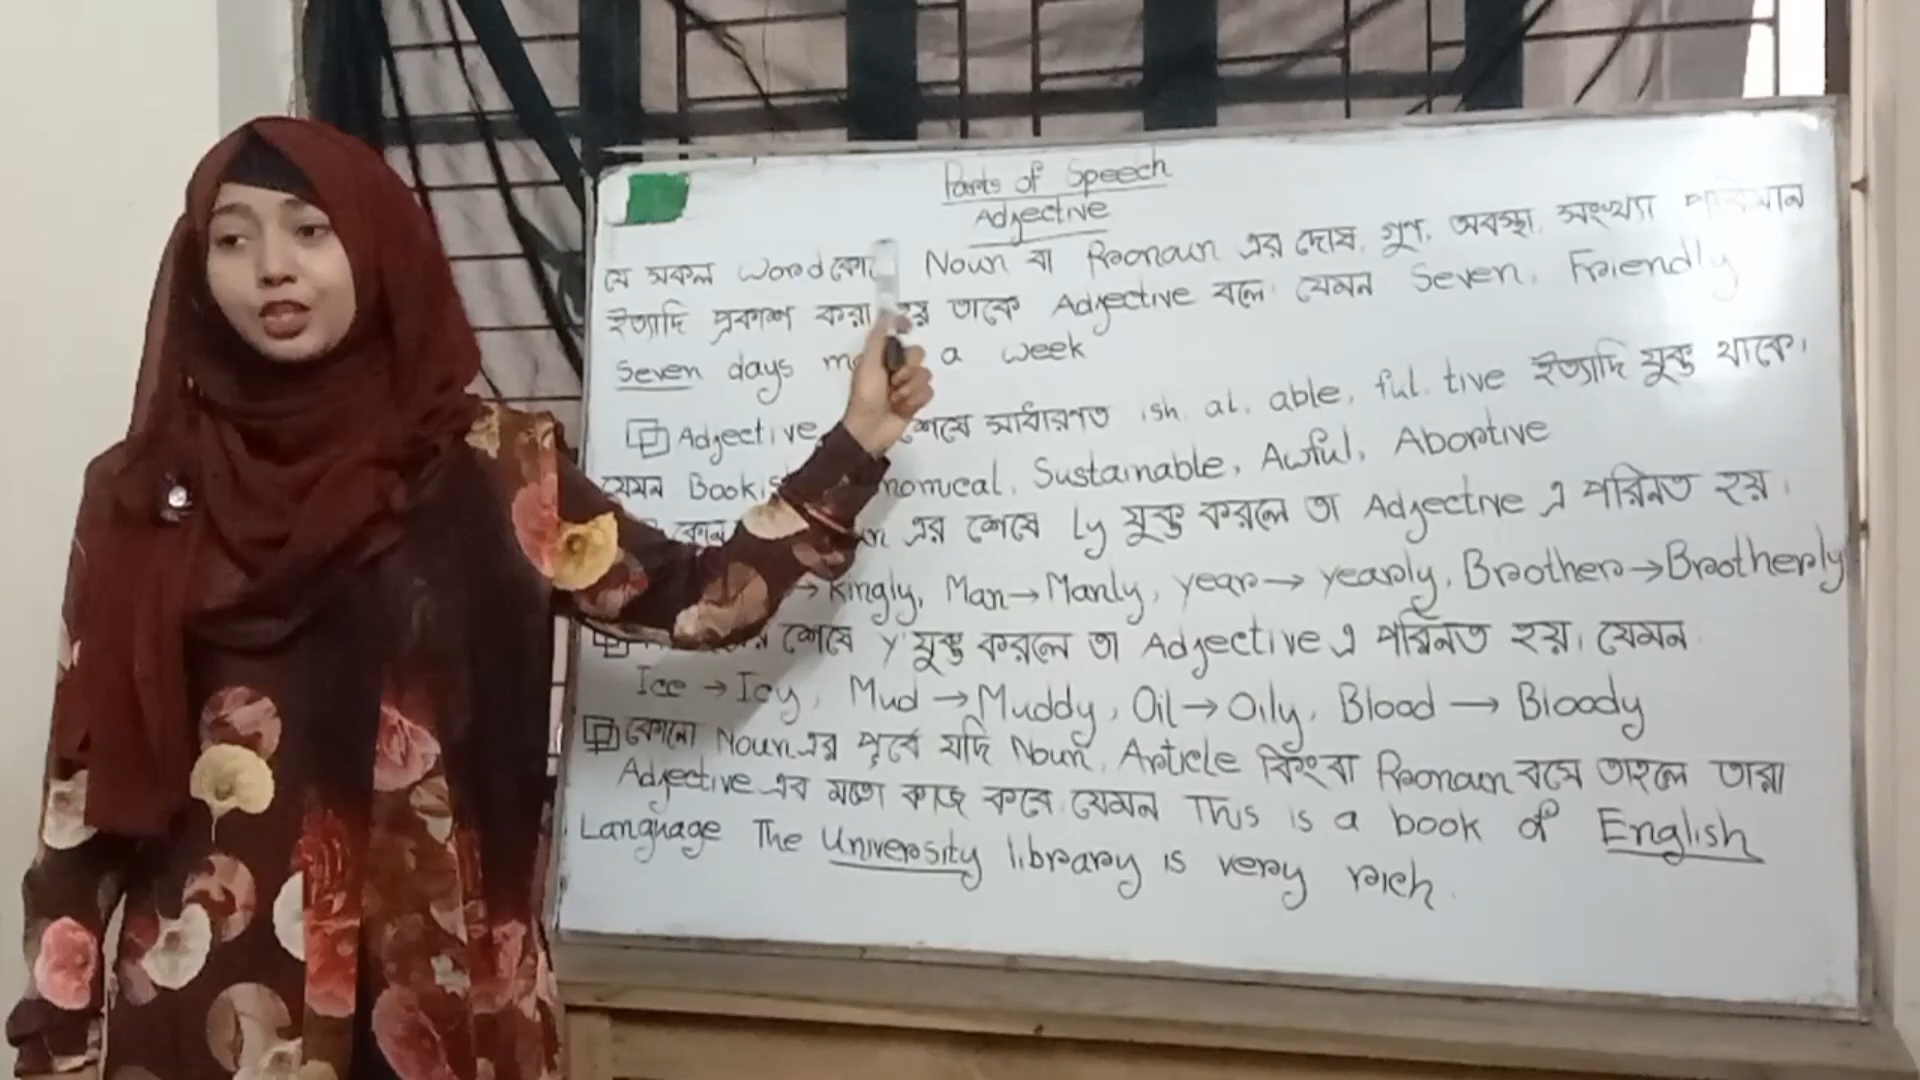 Parts of Speech
Adjective
যে সকল Word Noun বা Pronoun এর দোষ, গুণ, অবস্থা, সংখ্যা
ইত্যাদি প্রকাশ করা হয় তাকে Adjective বলে যেমন Seven, Friendly
Seven days a week
Adjective শেষে সাধারণত ish. al. able, ful. tive ইত্যাদি যুক্ত থাকে।
যেমন Sustainable, Awful, Abortive
এর শেষে ly যুক্ত করলে তা Adjective এ পরিনত হয়।
→ Kingly, Man → Manly, year → yearly, Brother → Brotherly
শেষে y যুক্ত করলে তা Adjective এ পরিনত হয়। যেমন
Ice → Icy, Mud → Muddy, Oil → Oily, Blood → Bloody
কোনো Noun এর পূর্বে যদি Noun, Article কিংবা Pronoun বসে তাহলে তারা
Adjective এর মতো কাজ করে যেমন This is a book of English
Language The University library is very rich.